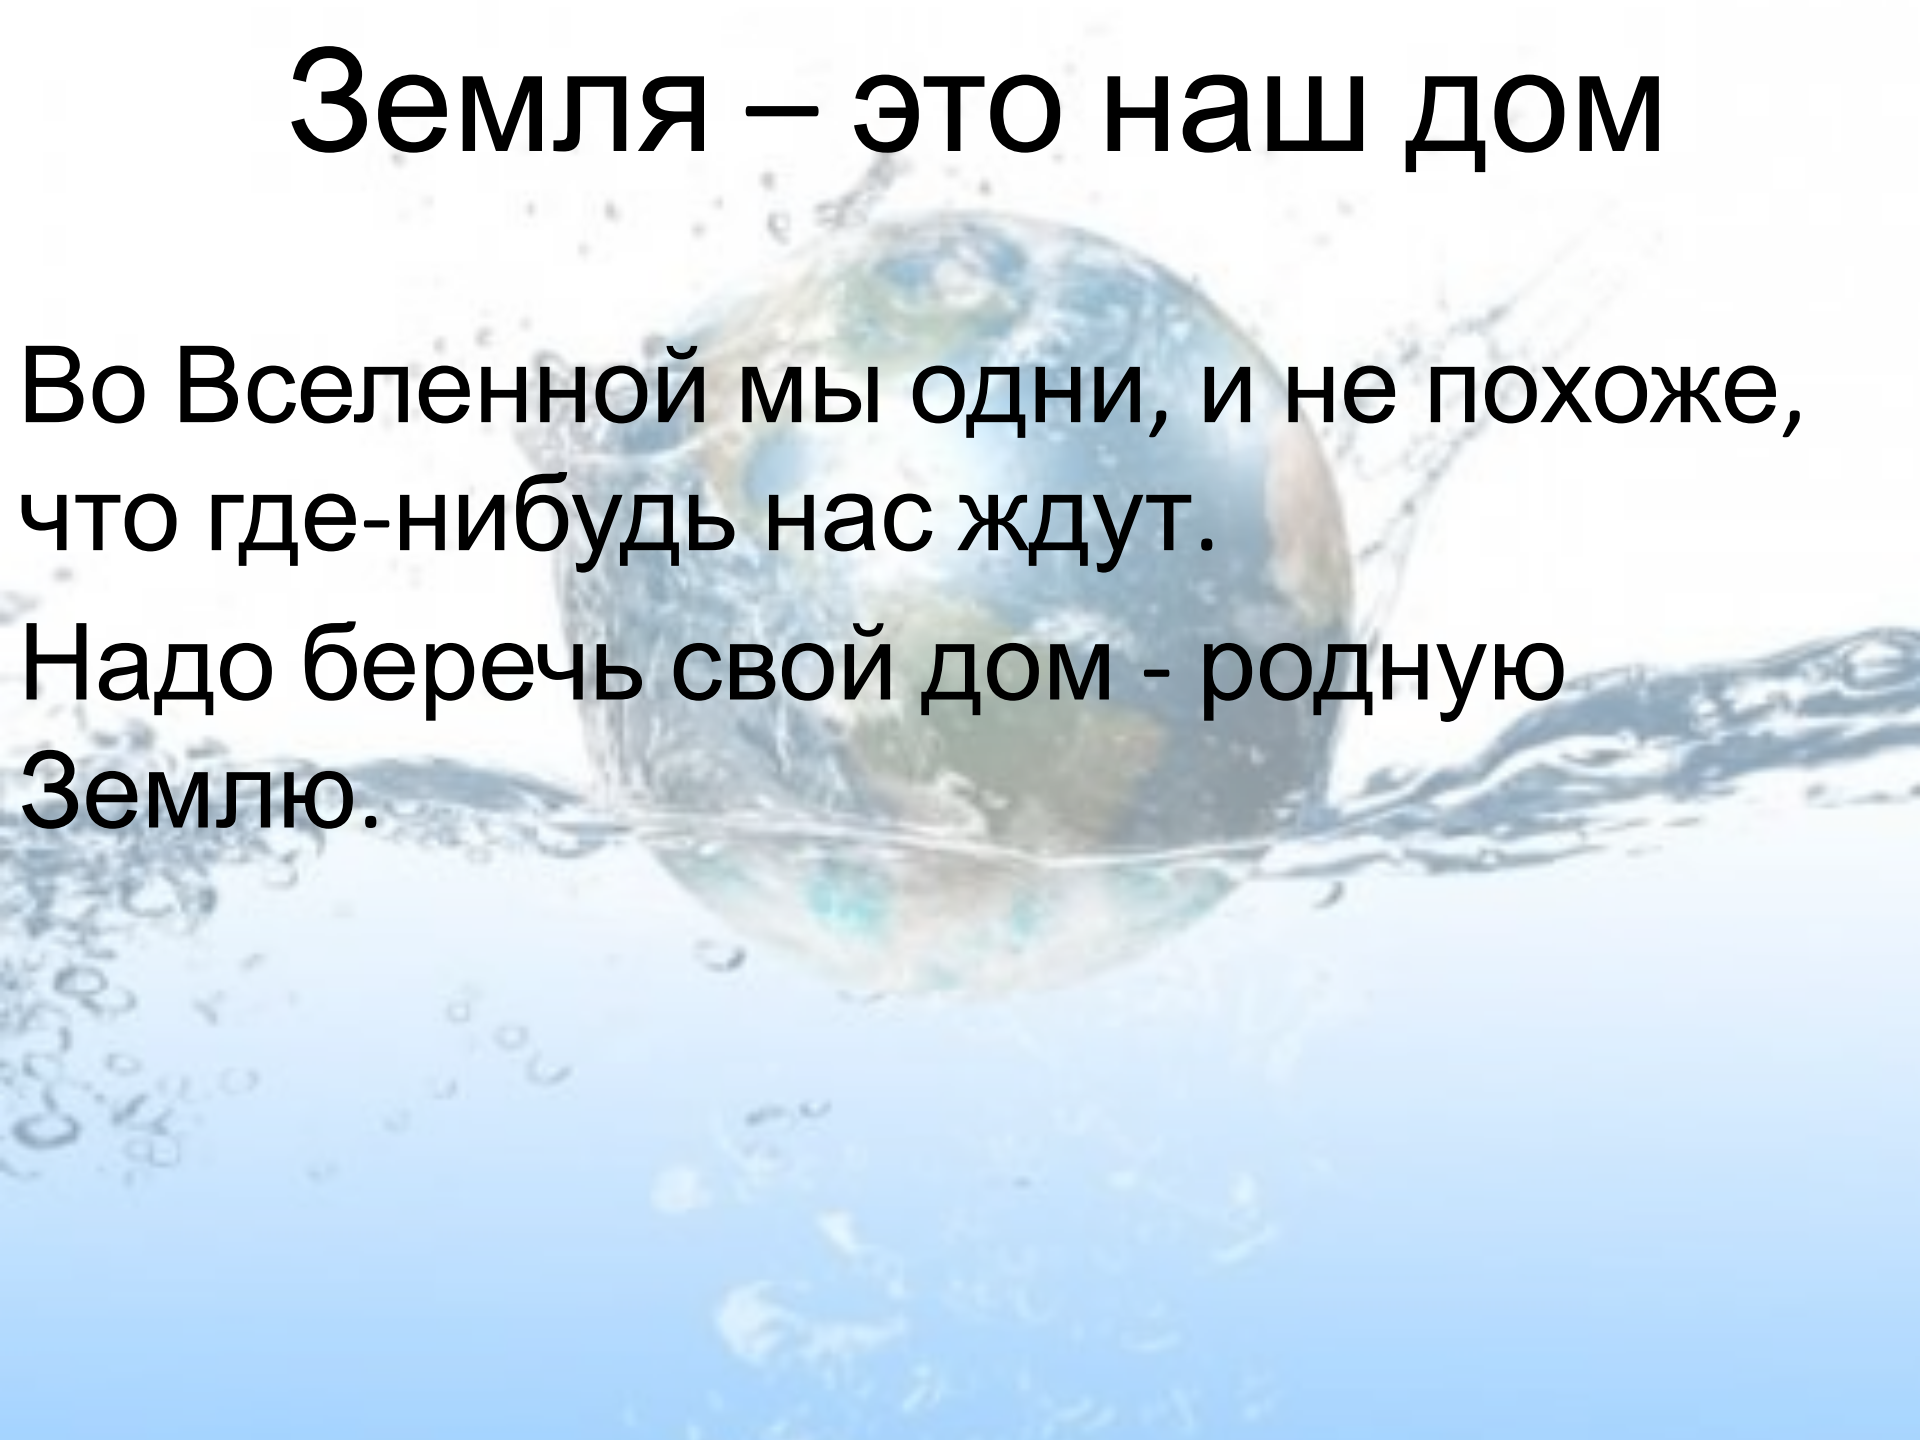 Земля – это наш дом
Во Вселенной мы одни, и не похоже,
что где-нибудь нас ждут.
Надо беречь свой дом - родную
Землю.